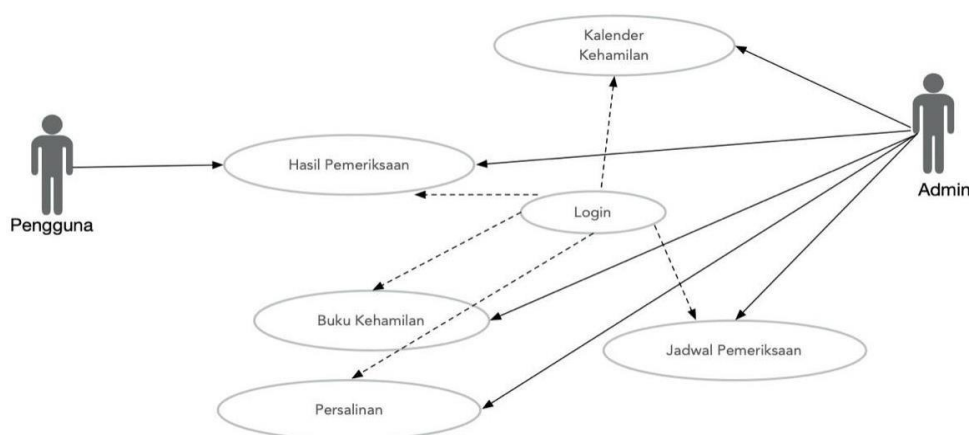 Kalender
Kehamilan
Hasil Pemeriksaan
Admin
Login
Pengguna
Buku Kehamilan
Jadwal Pemeriksaan
Persalinan